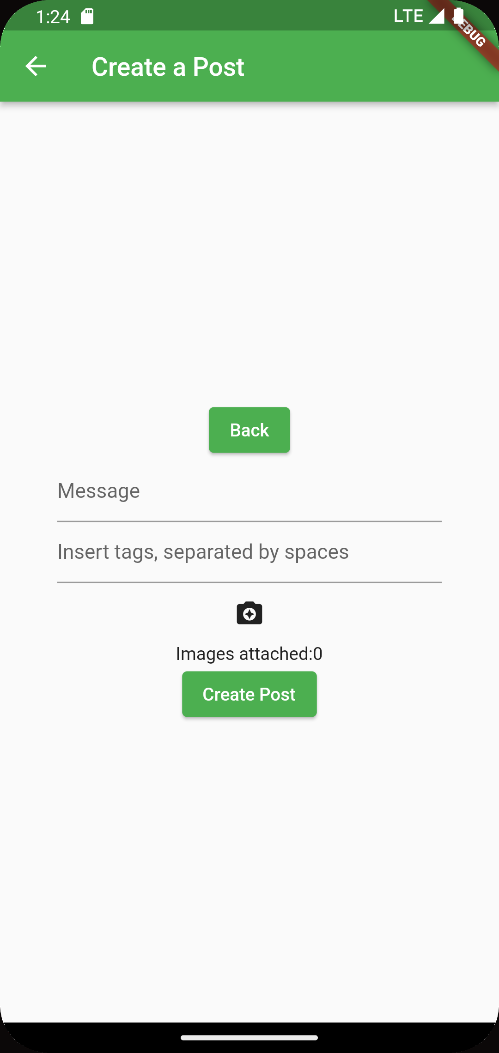 1:24 LTE
DEBUG
Create a Post
Back
Message
Insert tags, separated by spaces
Images attached:0
Create Post